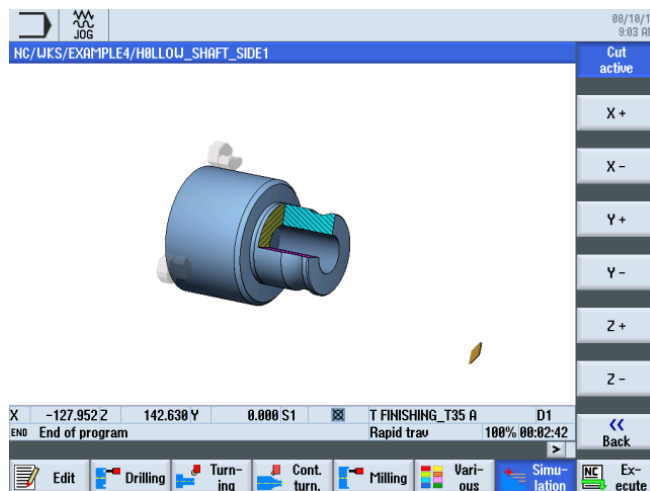 JOG
08/10/1
9:03 A
NC/WKS/EXAMPLE4/HØLLOW_SHAFT_SIDE1
Cut
active
X +
X -
Y +
Y -
Z +
Z -
X -127.952 Z 142.630 Y 0.000 S1 T FINISHING_T35 A D1
END End of program Rapid trav 100% 00:02:42
<<
Back
>
Edit
Drilling
Turn-
ing
Cont.
turn.
Milling
Vari-
ous
Simu-
lation
NC
Ex-
ecute